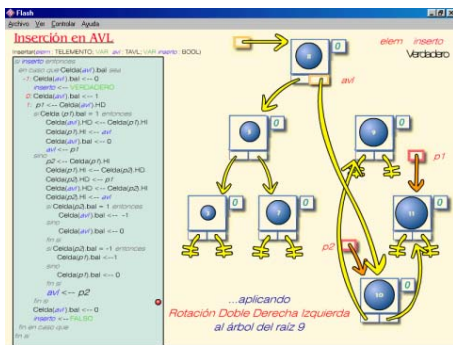 Flash
Archivo Ver Controlar Ayuda
Inserción en AVL
Insertar(elem : TELEMENTO; VAR avl : TAVL; VAR inserto : BOOL)
si inserto entonces
en caso que Celda(avl).bal sea
-1: Celda(avl).bal <-- 0
inserto <-- VERDADERO
0: Celda(avl).bal <-- 1
1: p1 <-- Celda(avl).HD
si Celda (p1).bal = 1 entonces
Celda(avl).HD <-- Celda(p1).HI
Celda(p1).HI <-- avl
Celda(avl).bal <-- 0
avl <-- p1
sino
p2 <-- Celda(p1).HI
Celda(p1).HI <-- Celda(p2).HD
Celda(p2).HD <-- p1
Celda(avl).HD <-- Celda(p2).HI
Celda(p2).HI <-- avl
si Celda(p2).bal = 1 entonces
Celda(avl).bal <-- -1
sino
Celda(avl).bal <-- 0
fin si
si Celda(p2).bal = -1 entonces
Celda(p1).bal <--1
sino
Celda(p1).bal <-- 0
fin si
avl <-- p2
fin si
Celda(avl).bal <-- 0
inserto <-- FALSO
fin en caso que
fin si
elem inserto
Verdadero
0
avl
0
0
p1
0
0
0
p2
10
0
...aplicando
Rotación Doble Derecha Izquierda
al árbol del raíz 9